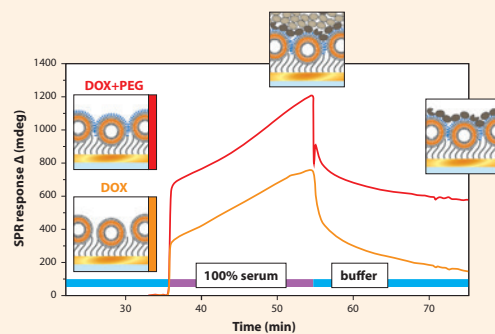 1400
1200
1000
800
600
400
200
0
SPR response Δ (mdeg)
DOX+PEG
DOX
100% serum
buffer
30
40
50
60
70
Time (min)